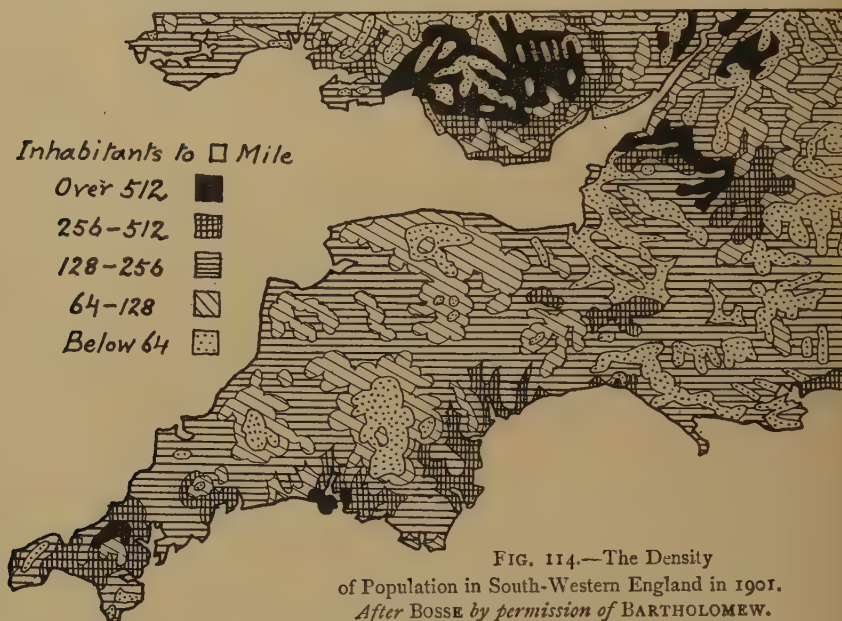 Inhabitants to □ Mile
Over 512
256-512
128-256
64-128
Below 64
FIG. 114.—The Density
of Population in South-Western England in 1901.
After BOSSE by permission of BARTHOLOMEW.